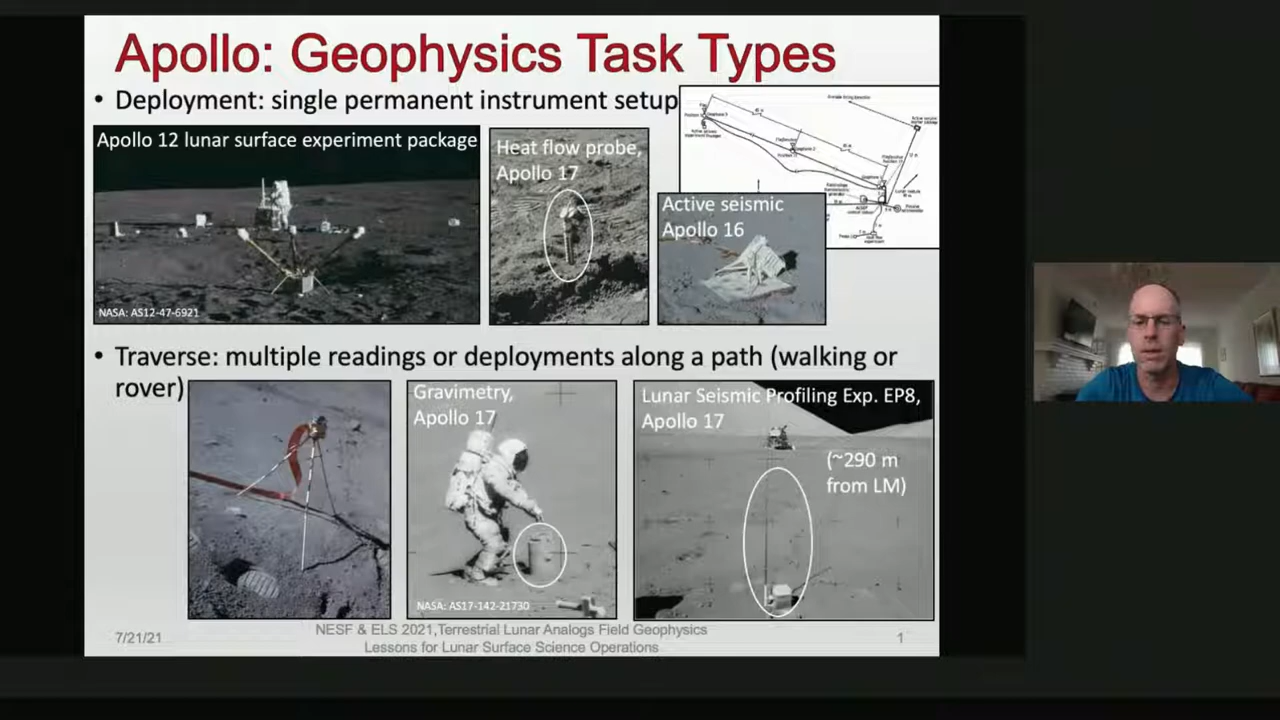 Apollo: Geophysics Task Types
• Deployment: single permanent instrument setup
Apollo 12 lunar surface experiment package
NASA: AS12-47-6921
Heat flow probe,
Apollo 17
Active seismic
Apollo 16
• Traverse: multiple readings or deployments along a path (walking or
rover)
Gravimetry,
Apollo 17
NASA: AS17-142-21730
Lunar Seismic Profiling Exp. EP8,
Apollo 17
(~290 m
from LM)
7/21/21
NESF & ELS 2021,Terrestrial Lunar Analogs Field Geophysics
Lessons for Lunar Surface Science Operations
1